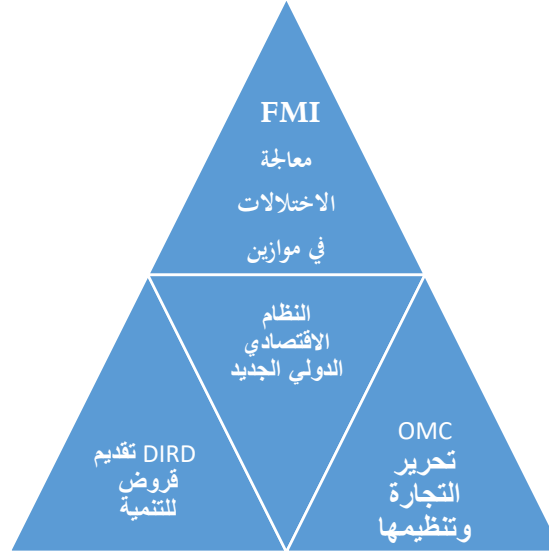 FMI
معالجة
الاختلالات
في موازين
النظام
الاقتصادي
الدولي الجديد
DIRD تقديم
قروض
للتنمية
OMC
تحرير
التجارة
وتنظيمها